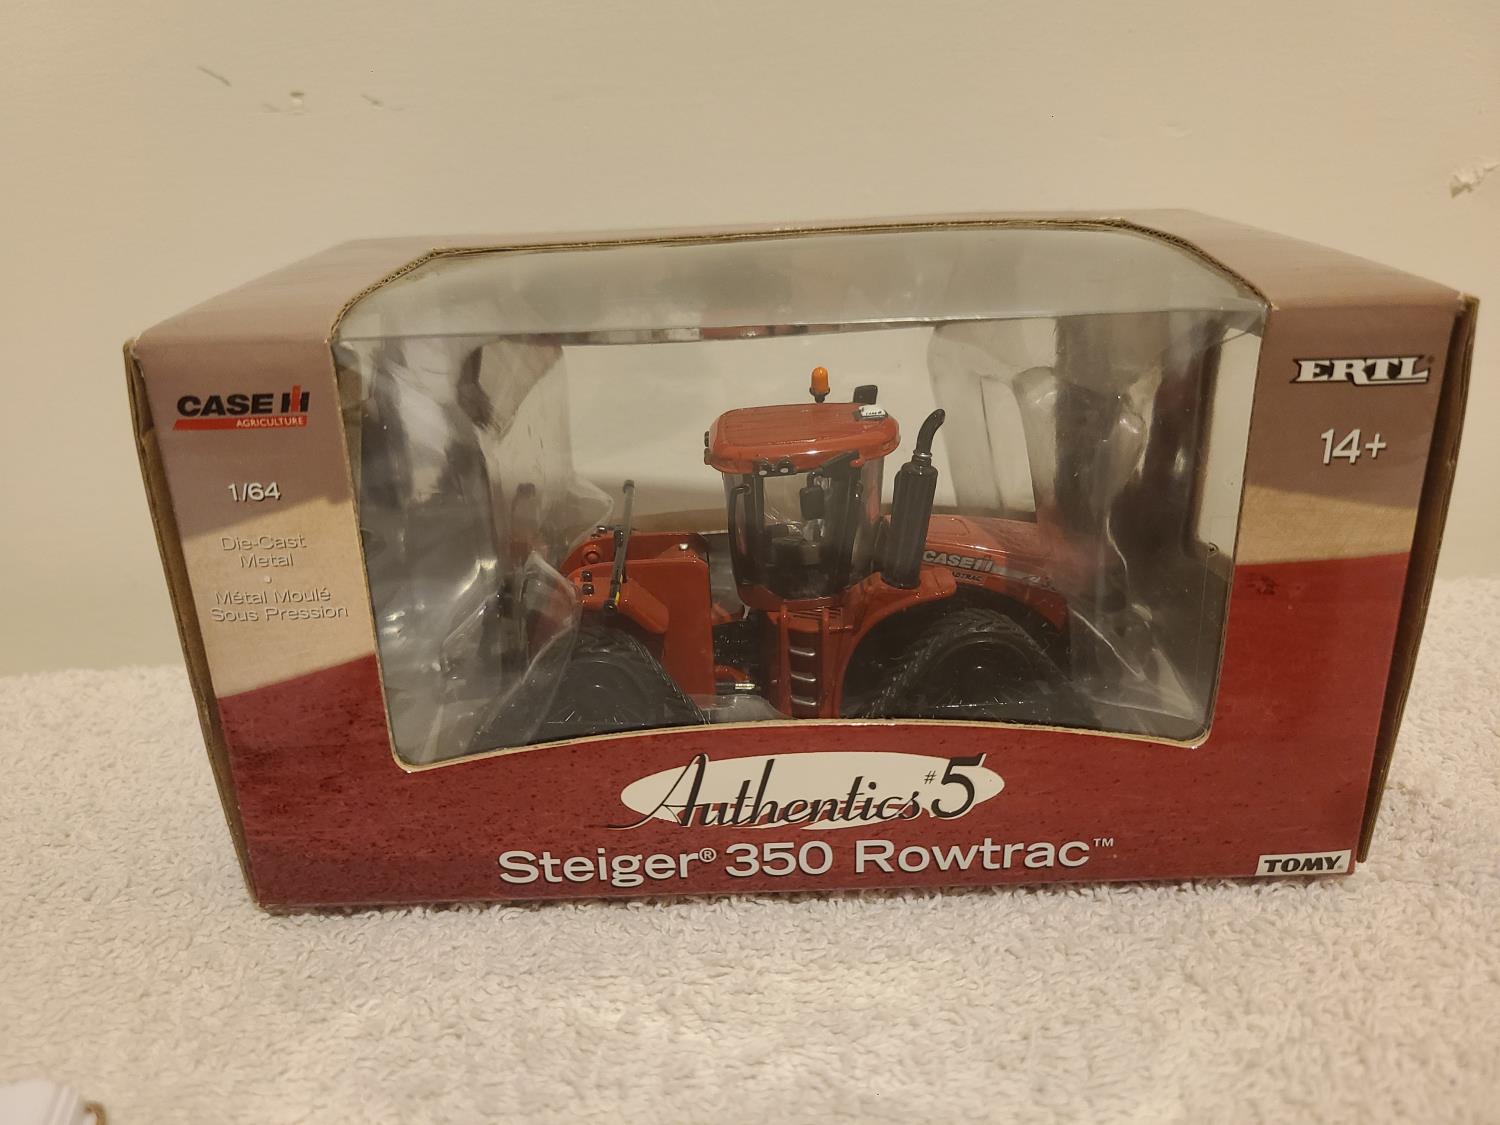 CASE IH
AGRICULTURE
1/64
Die-Cast
Metal
•
Métal Moulé
Sous Pression
ERTL
14+
CASE IH
Authentics #5
Steiger® 350 Rowtrac™
TOMY